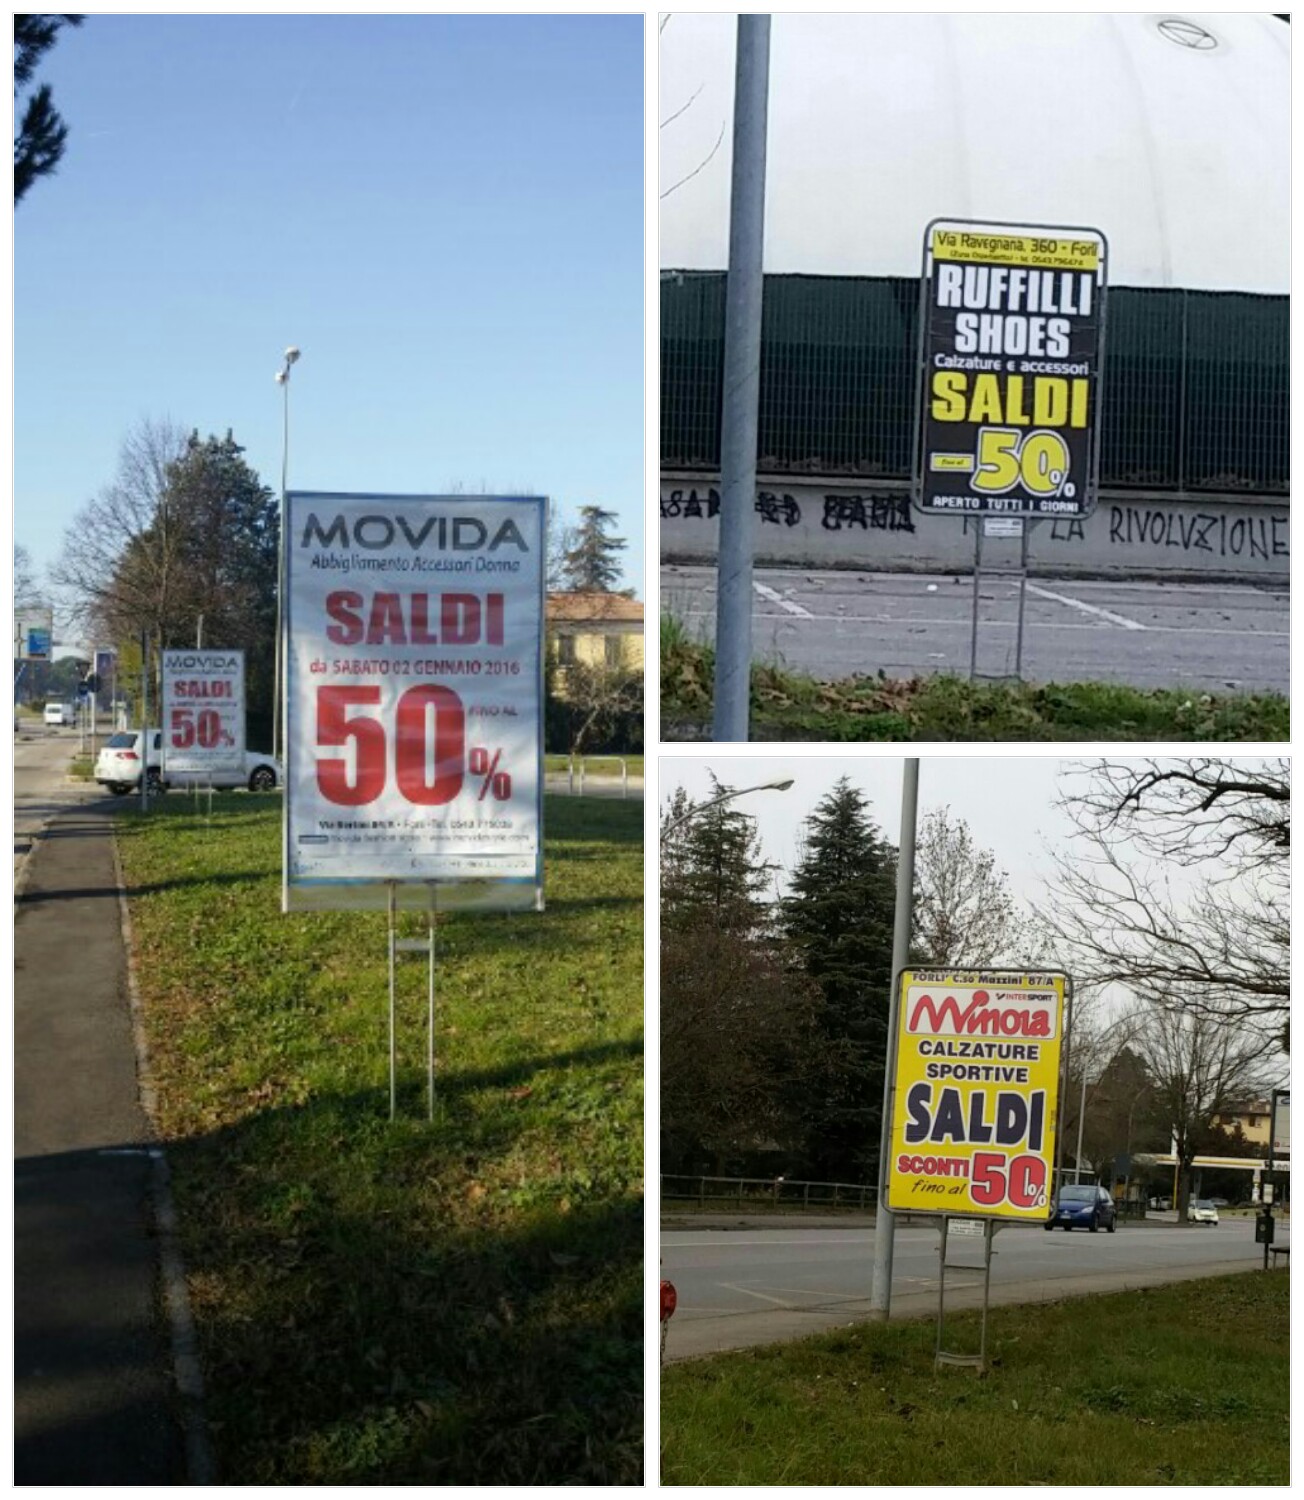 MOVIDA
Abbigliamento Accessori Donna
SALDI
da SABATO 02 GENNAIO 2016
50%
FINO AL
MOVIDA
SALDI
50%
Via Ravegnana, 360 - Forlì
RUFFILLI
SHOES
Calzature e accessori
SALDI
fino al
-50%
APERTO TUTTI I GIORNI
LA RIVOLUZIONE
FORLI' C.so Mazzini 87/A
INTERSPORT
Minoia
CALZATURE
SPORTIVE
SALDI
SCONTI
fino al
50%